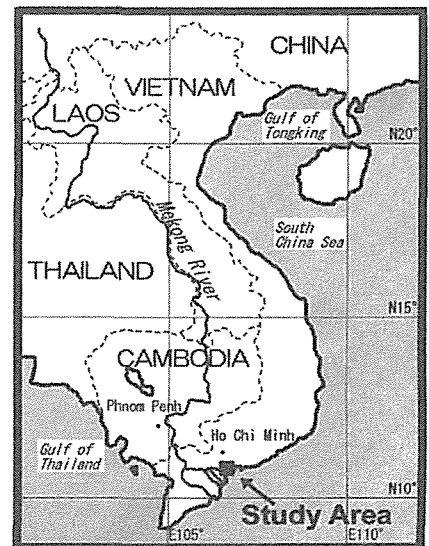 CHINA
VIETNAM
LAOS
Gulf of
Tongking
N20°
Mekong River
South
China Sea
THAILAND
N15°
CAMBODIA
Phnom Penh
Ho Chi Minh
Gulf of
Thailand
N10°
Study Area
E105°
E110°